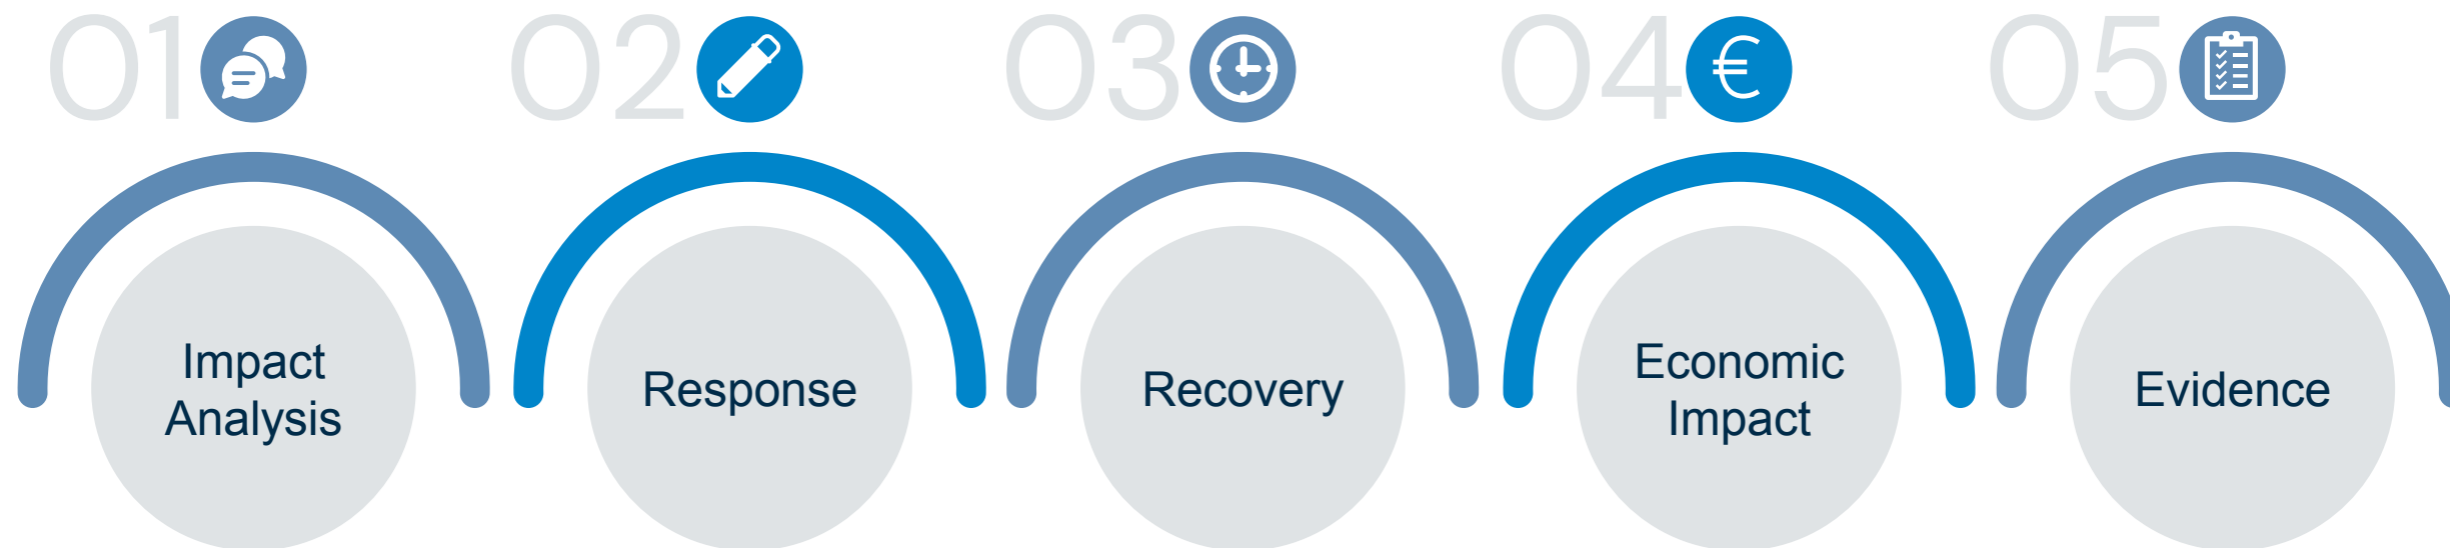 01
02
03
04
€
05
Impact
Analysis
Response
Recovery
Economic
Impact
Evidence